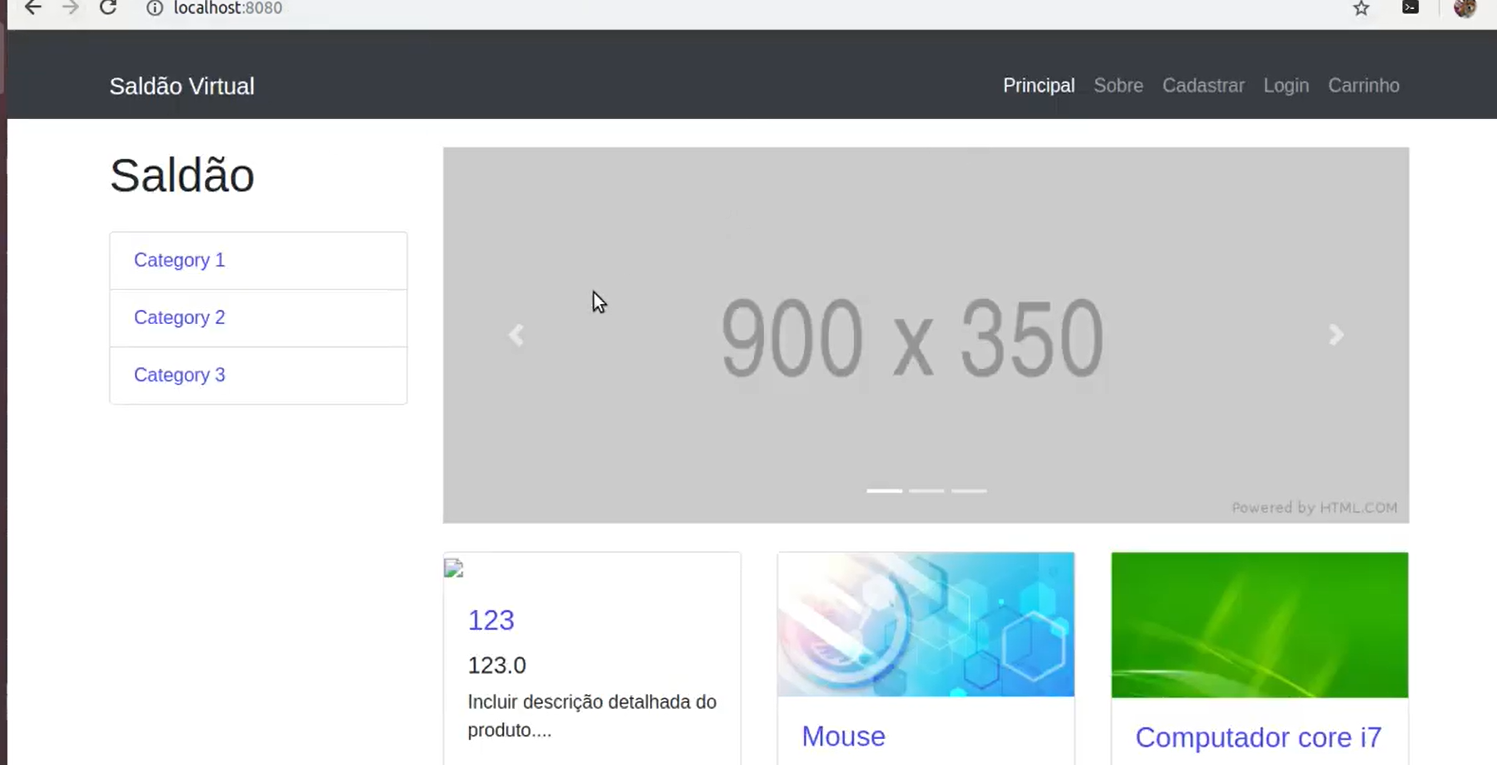 localhost:8080
Saldão Virtual
Principal Sobre Cadastrar Login Carrinho
Saldão
Category 1
Category 2
Category 3
900 x 350
Powered by HTML.COM
123
123.0
Incluir descrição detalhada do
produto....
Mouse
Computador core i7